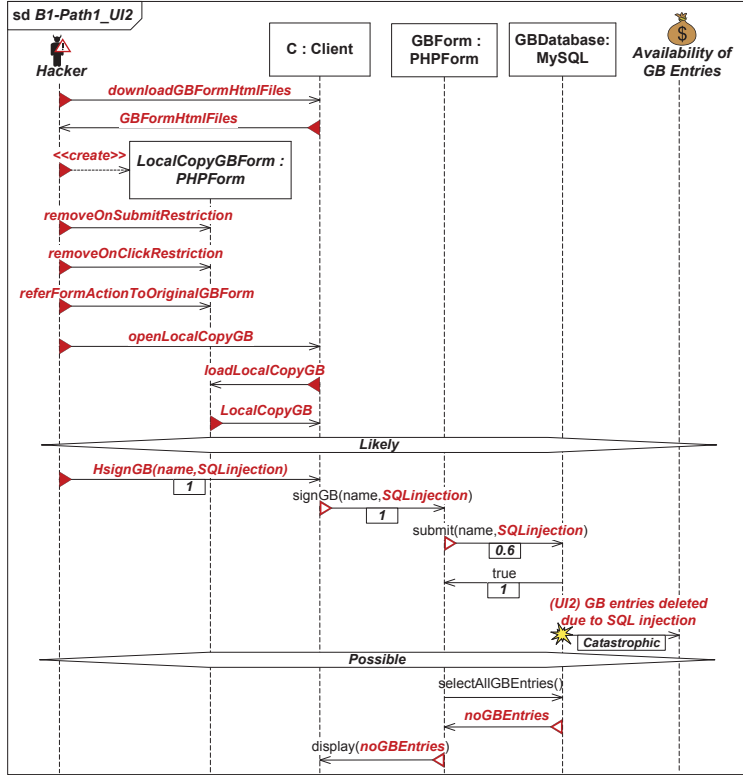 sd B1-Path1_UI2
Hacker
C : Client
GBForm :
PHPForm
GBDatabase:
MySQL
$
Availability of
GB Entries
downloadGBFormHtmlFiles
GBFormHtmlFiles
<<create>>
LocalCopyGBForm :
PHPForm
removeOnSubmitRestriction
removeOnClickRestriction
referFormActionToOriginalGBForm
openLocalCopyGB
loadLocalCopyGB
LocalCopyGB
Likely
HsignGB(name,SQLinjection)
1
signGB(name,SQLinjection)
1
submit(name,SQLinjection)
0.6
true
1
(UI2) GB entries deleted
due to SQL injection
Catastrophic
Possible
selectAllGBEntries()
noGBEntries
display(noGBEntries)